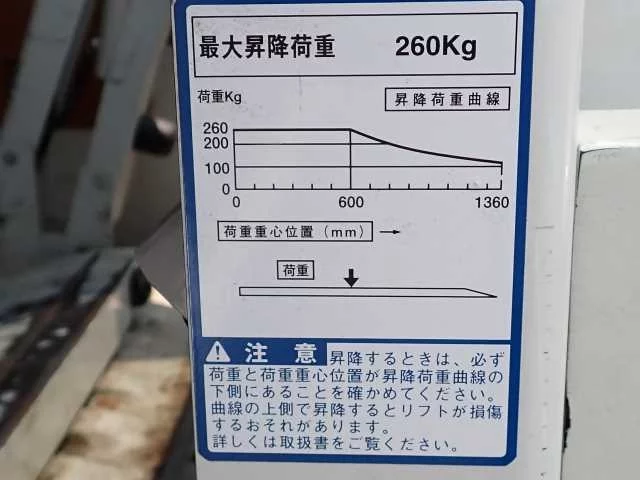 最大昇降荷重 260Kg
荷重Kg
昇降荷重曲線
260
200
100
0
0 600 1360
荷重重心位置(mm)→
荷重
注意 昇降するときは、必ず
荷重と荷重重心位置が昇降荷重曲線の
下側にあることを確かめてください。
曲線の上側で昇降するとリフトが損傷
するおそれがあります。
詳しくは取扱書をご覧ください。